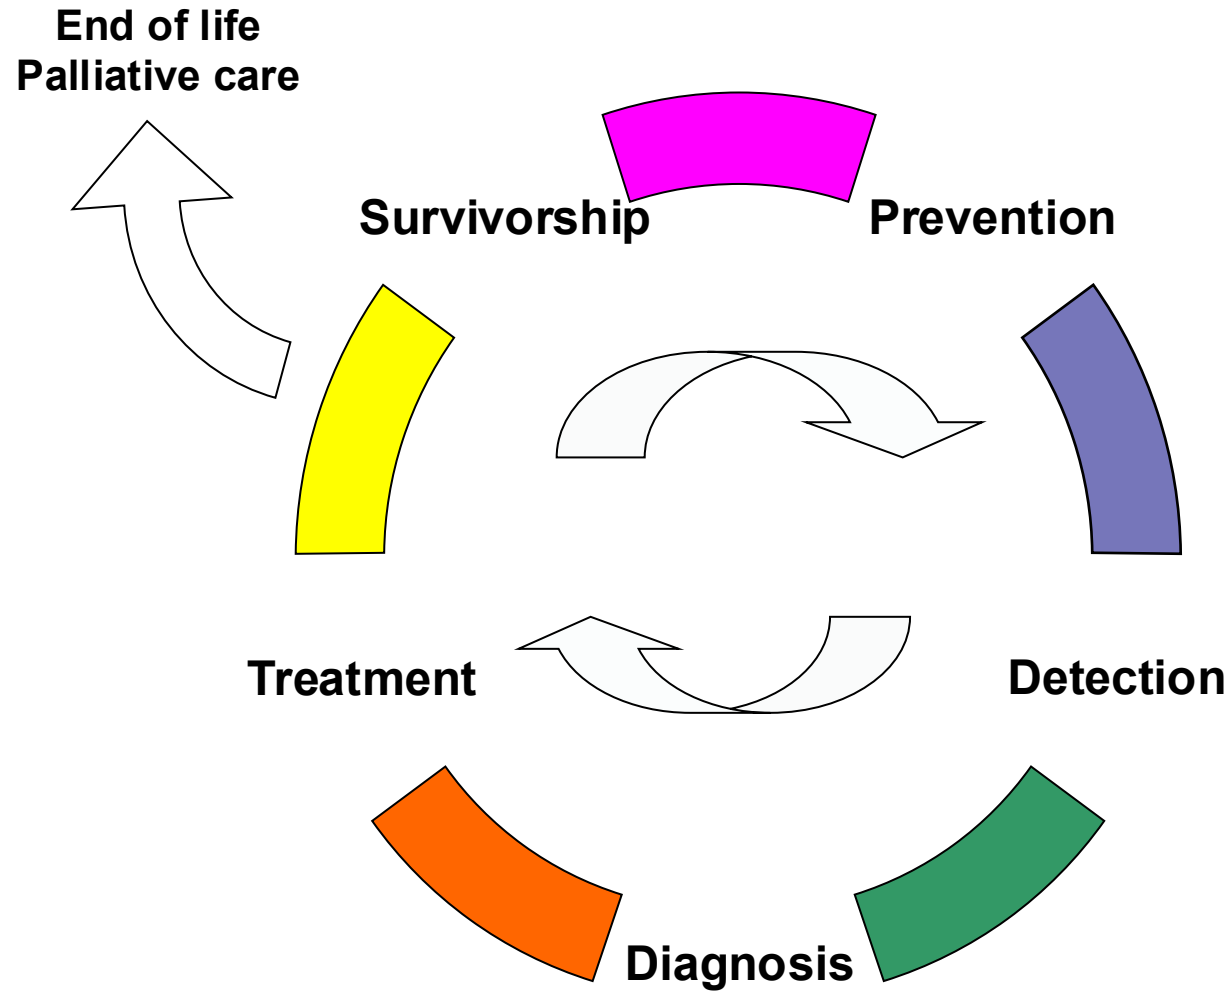 End of life
Palliative care
Survivorship
Prevention
Treatment
Detection
Diagnosis